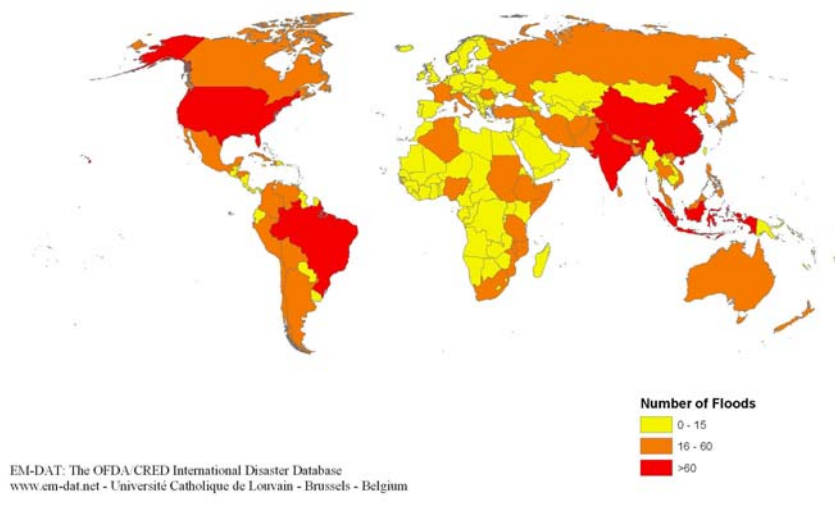 Number of Floods
0 - 15
16 - 60
>60
EM-DAT: The OFDA/CRED International Disaster Database
www.em-dat.net - Université Catholique de Louvain - Brussels - Belgium